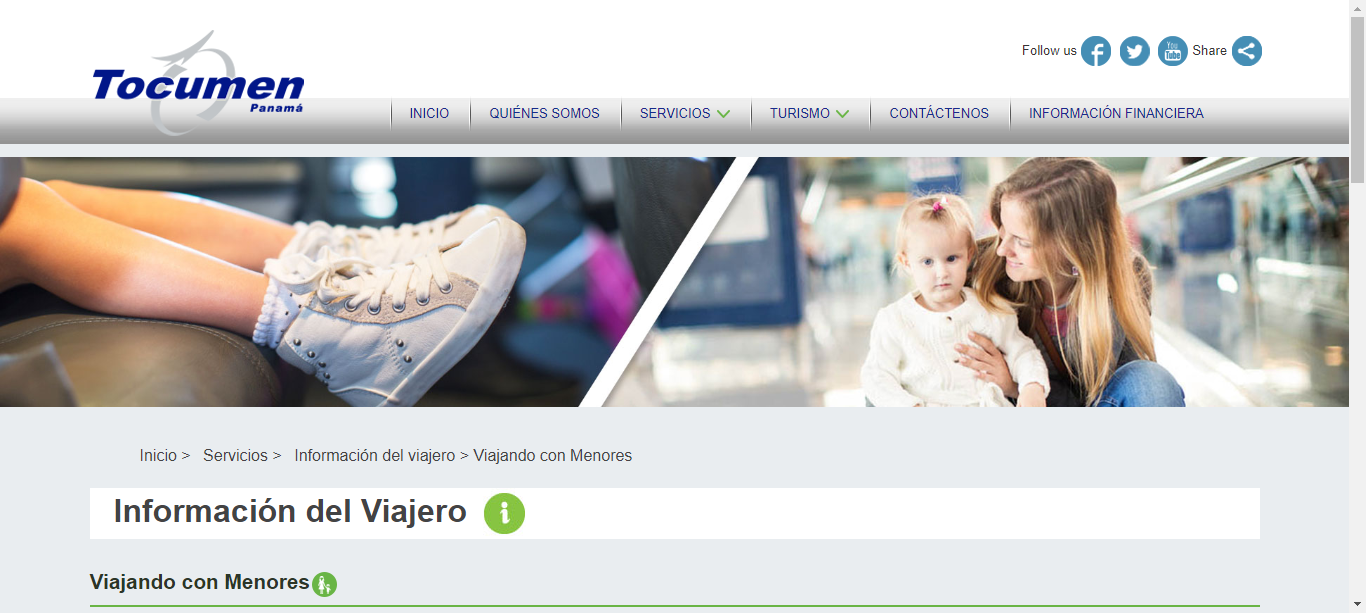 Follow us
You Tube
Share
Tocumen
Panamá
INICIO
QUIÉNES SOMOS
SERVICIOS
TURISMO
CONTÁCTENOS
INFORMACIÓN FINANCIERA
Inicio > Servicios > Información del viajero > Viajando con Menores
Información del Viajero
Viajando con Menores